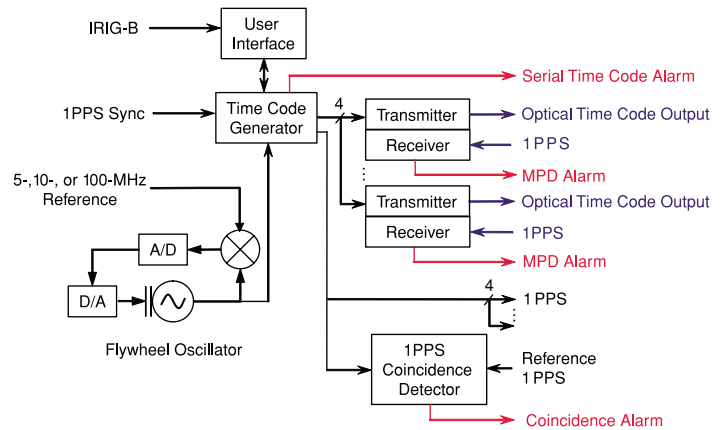 IRIG-B
User
Interface
Serial Time Code Alarm
1PPS Sync
Time Code
Generator
4
Transmitter
Optical Time Code Output
Receiver
1PPS
MPD Alarm
5-,10-, or 100-MHz
Reference
Transmitter
Optical Time Code Output
Receiver
1PPS
MPD Alarm
A/D
D/A
Flywheel Oscillator
4
1PPS
1PPS
Coincidence
Detector
Reference
1PPS
Coincidence Alarm